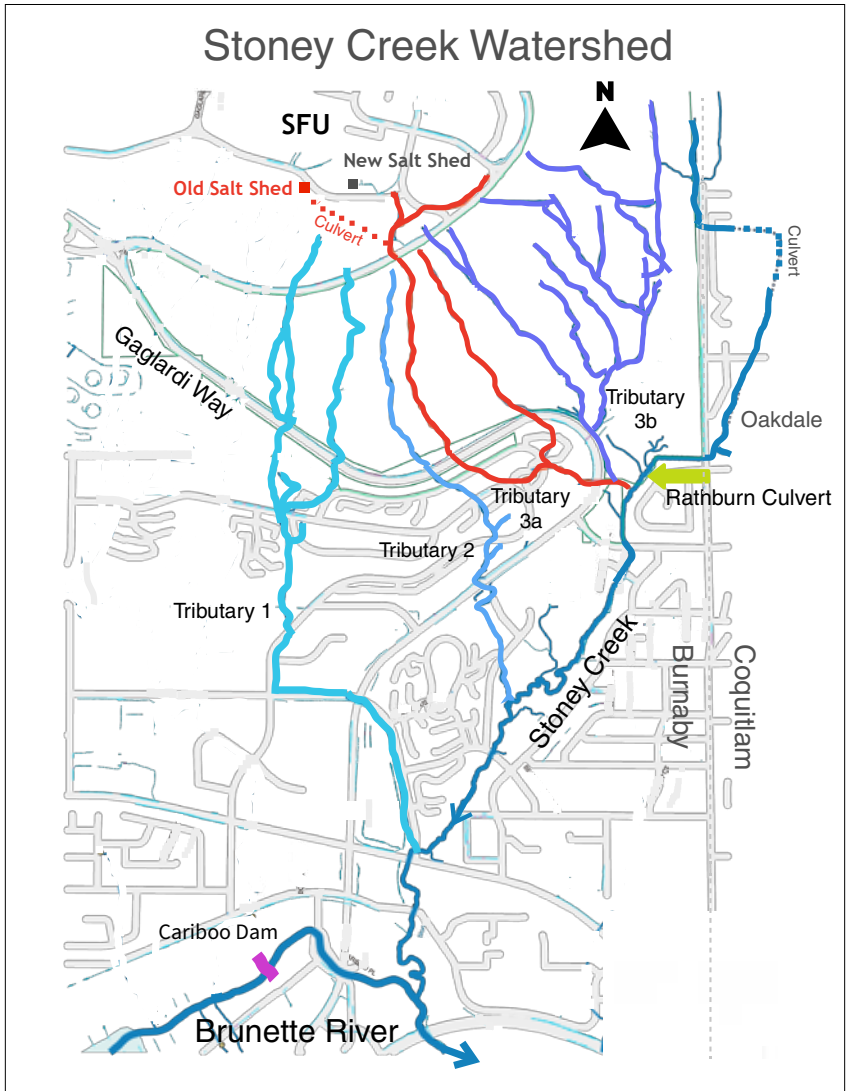 Stoney Creek Watershed
N
SFU
New Salt Shed
Old Salt Shed
Culvert
Culvert
Gaglardi Way
Tributary
3b
Oakdale
Rathburn Culvert
Tributary
3a
Tributary 2
Tributary 1
Stoney Creek
Burnaby
Coquitlam
Cariboo Dam
Brunette River